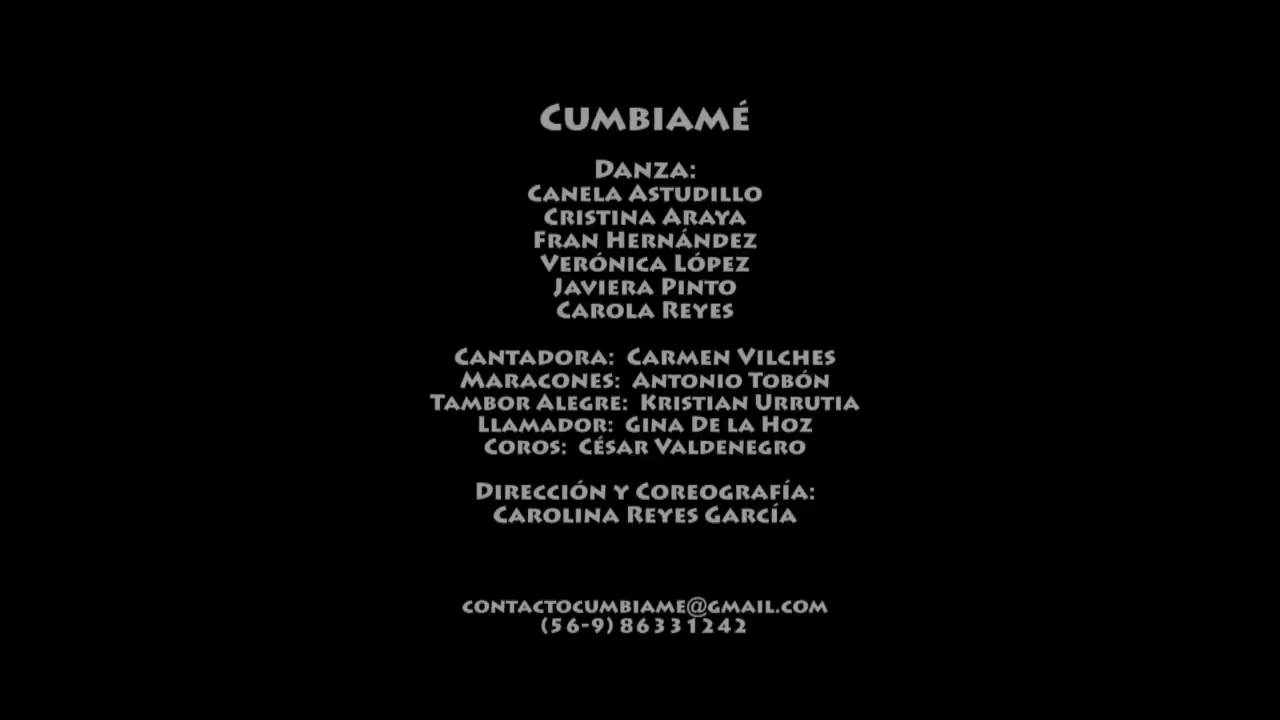 CUMBIAMÉ
DANZA:
CANELA ASTUDILLO
CRISTINA ARAYA
FRAN HERNÁNDEZ
VERÓNICA LÓPEZ
JAVIERA PINTO
CAROLA REYES
CANTADORA: CARMEN VILCHES
MARACONES: ANTONIO TOBÓN
TAMBOR ALEGRE: KRISTIAN URRUTIA
LLAMADOR: GINA DE LA HOZ
COROS: CÉSAR VALDENEGRO
DIRECCIÓN Y COREOGRAFÍA:
CAROLINA REYES GARCÍA
CONTACTOCUMBIAME@GMAIL.COM
(56-9) 86331242